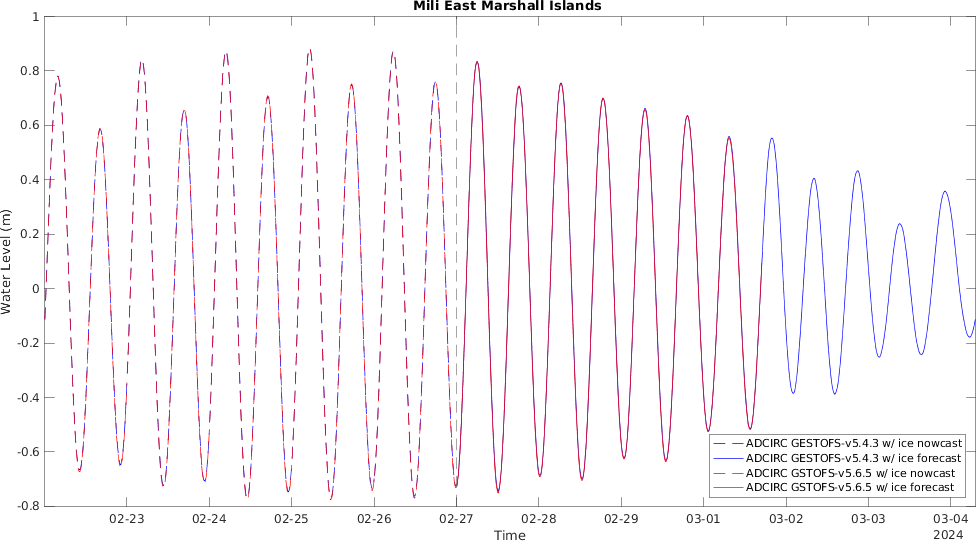 Mili East Marshall Islands
1
0.8
0.6
0.4
0.2
0
-0.2
-0.4
-0.6
-0.8
Water Level (m)
ADCIRC GESTOFS-v5.4.3 w/ ice nowcast
ADCIRC GESTOFS-v5.4.3 w/ ice forecast
ADCIRC GSTOFS-v5.6.5 w/ ice nowcast
ADCIRC GSTOFS-v5.6.5 w/ ice forecast
02-23 02-24 02-25 02-26 02-27 02-28 02-29 03-01 03-02 03-03 03-04
Time 2024